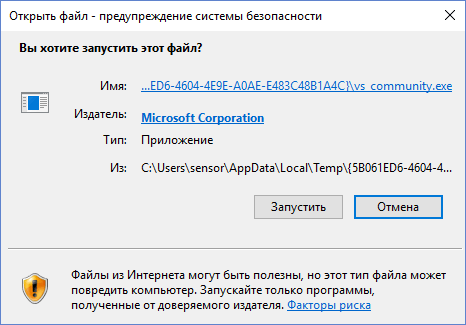 Открыть файл - предупреждение системы безопасности
Вы хотите запустить этот файл?
Имя: ...ED6-4604-4E9E-A0AE-E483C48B1A4C}\vs_community.exe
Издатель: Microsoft Corporation
Тип: Приложение
Из: C:\Users\sensor\AppData\Local\Temp\{5B061ED6-4604-4...
Запустить Отмена
Файлы из Интернета могут быть полезны, но этот тип файла может
повредить компьютер. Запускайте только программы,
полученные от доверяемого издателя. Факторы риска